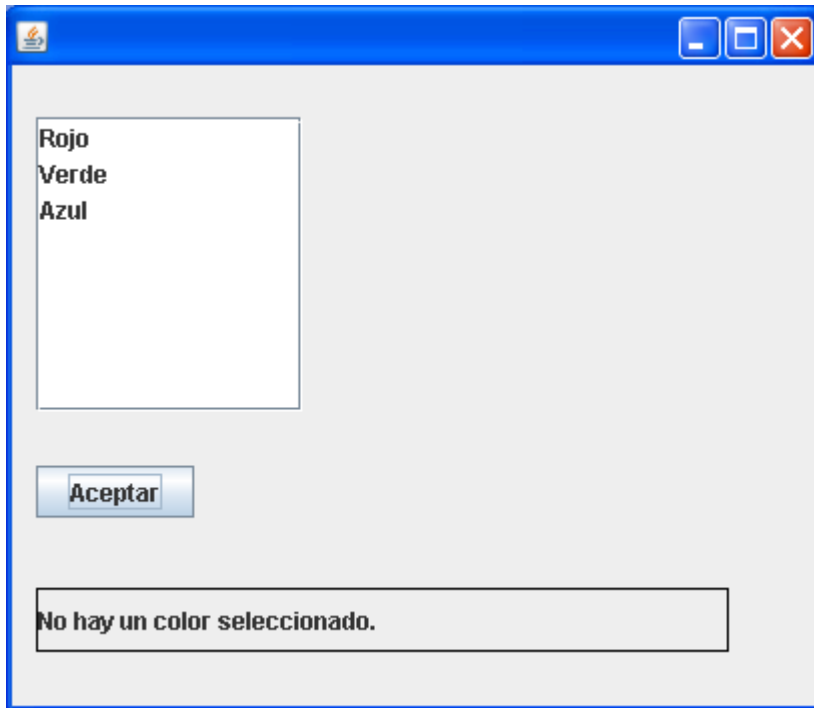 Rojo
Verde
Azul
Aceptar
No hay un color seleccionado.